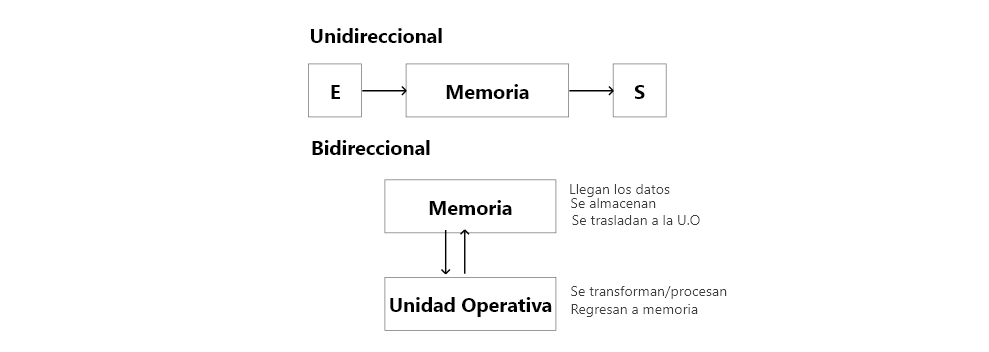 Unidireccional
E
Memoria
S
Bidireccional
Memoria
Llegan los datos
Se almacenan
Se trasladan a la U.O
Unidad Operativa
Se transforman/procesan
Regresan a memoria